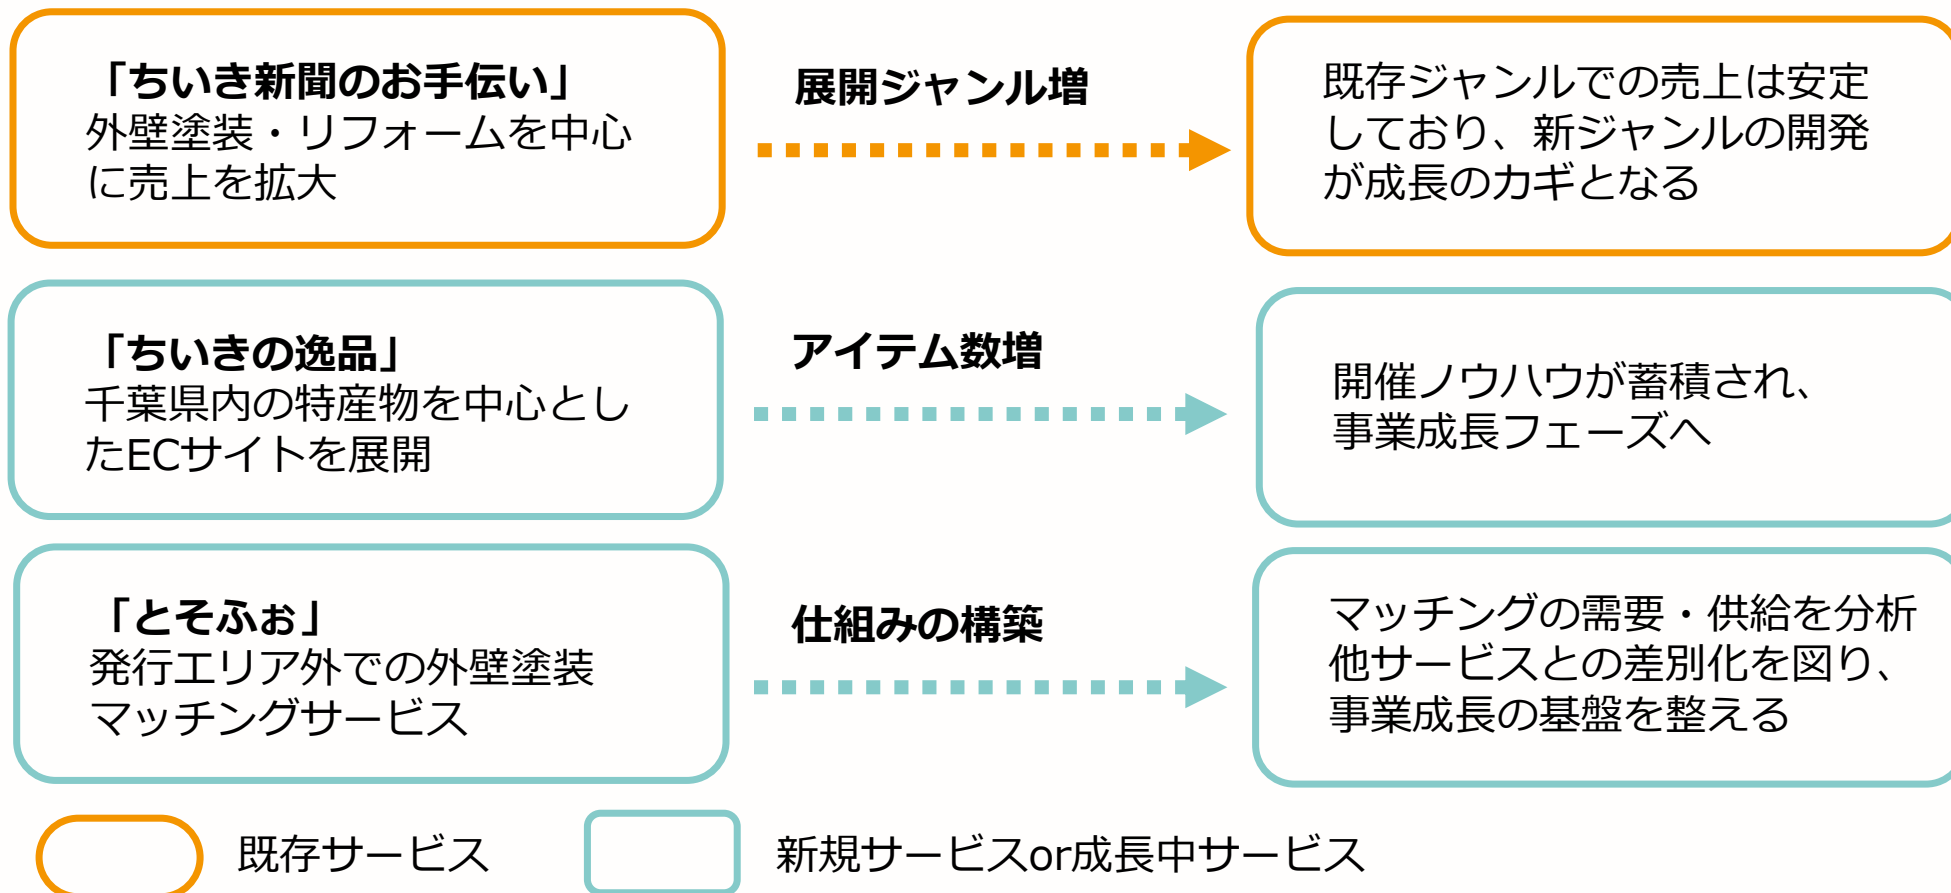 「ちいき新聞のお手伝い」
外壁塗装・リフォームを中心
に売上を拡大
展開ジャンル増
既存ジャンルでの売上は安定
しており、新ジャンルの開発
が成長のカギとなる
「ちいきの逸品」
千葉県内の特産物を中心とし
たECサイトを展開
アイテム数増
開催ノウハウが蓄積され、
事業成長フェーズへ
「とそふぉ」
発行エリア外での外壁塗装
マッチングサービス
仕組みの構築
マッチングの需要・供給を分析
他サービスとの差別化を図り、
事業成長の基盤を整える
既存サービス
新規サービスor成長中サービス